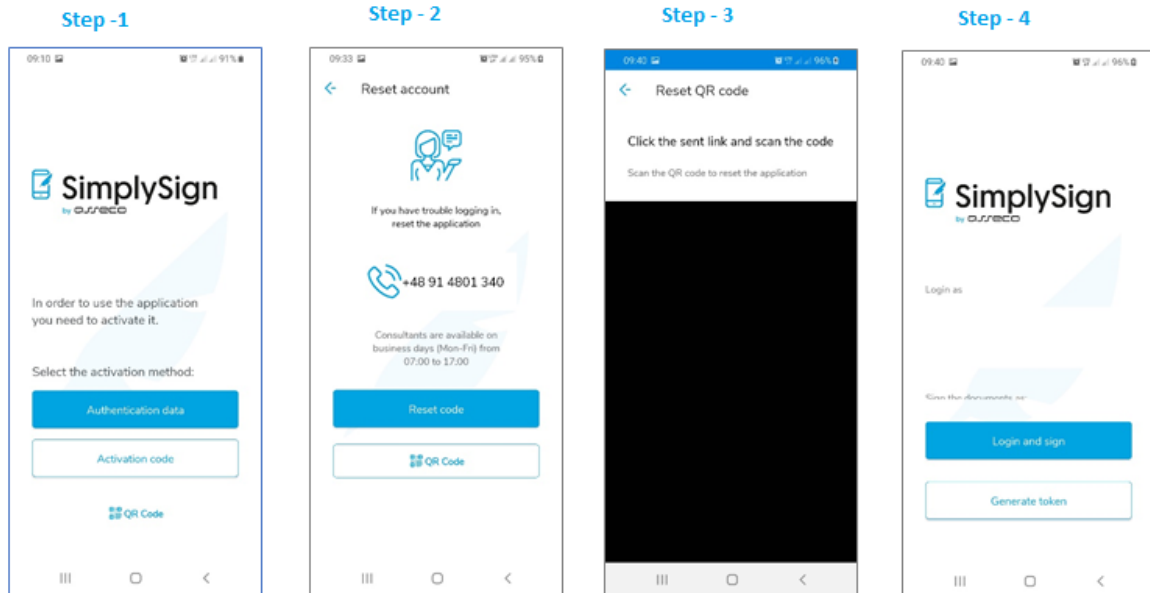 Step -1
09:10
91%
SimplySign
by asseco
In order to use the application
you need to activate it.
Select the activation method:
Authentication data
Activation code
QR Code
Step - 2
09:33
95%
Reset account
If you have trouble logging in,
reset the application
+48 91 4801 340
Consultants are available on
business days (Mon-Fri) from
07:00 to 17:00
Reset code
QR Code
Step - 3
09:40
96%
Reset QR code
Click the sent link and scan the code
Scan the QR code to reset the application
Step - 4
09:40
96%
SimplySign
by asseco
Login as
Sign the documents as:
Login and sign
Generate token